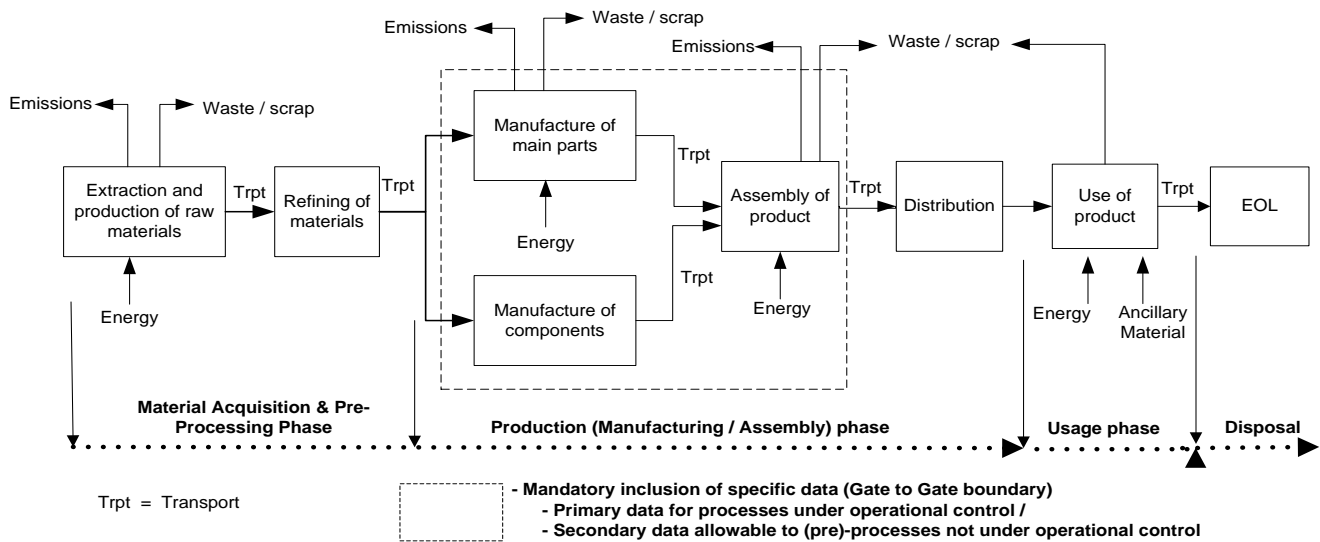 Emissions
Waste / scrap
Emissions
Waste / scrap
Emissions
Waste / scrap
Extraction and
production of raw
materials
Trpt
Refining of
materials
Trpt
Manufacture of
main parts
Trpt
Assembly of
product
Trpt
Distribution
Use of
product
Trpt
EOL
Energy
Energy
Manufacture of
components
Trpt
Energy
Energy
Ancillary
Material
Material Acquisition & Pre-
Processing Phase
Production (Manufacturing / Assembly) phase
Usage phase
Disposal
Trpt = Transport
- Mandatory inclusion of specific data (Gate to Gate boundary)
- Primary data for processes under operational control /
- Secondary data allowable to (pre)-processes not under operational control